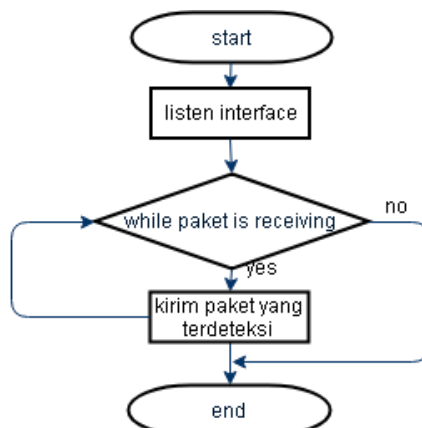 start
listen interface
while paket is receiving
no
yes
kirim paket yang
terdeteksi
end